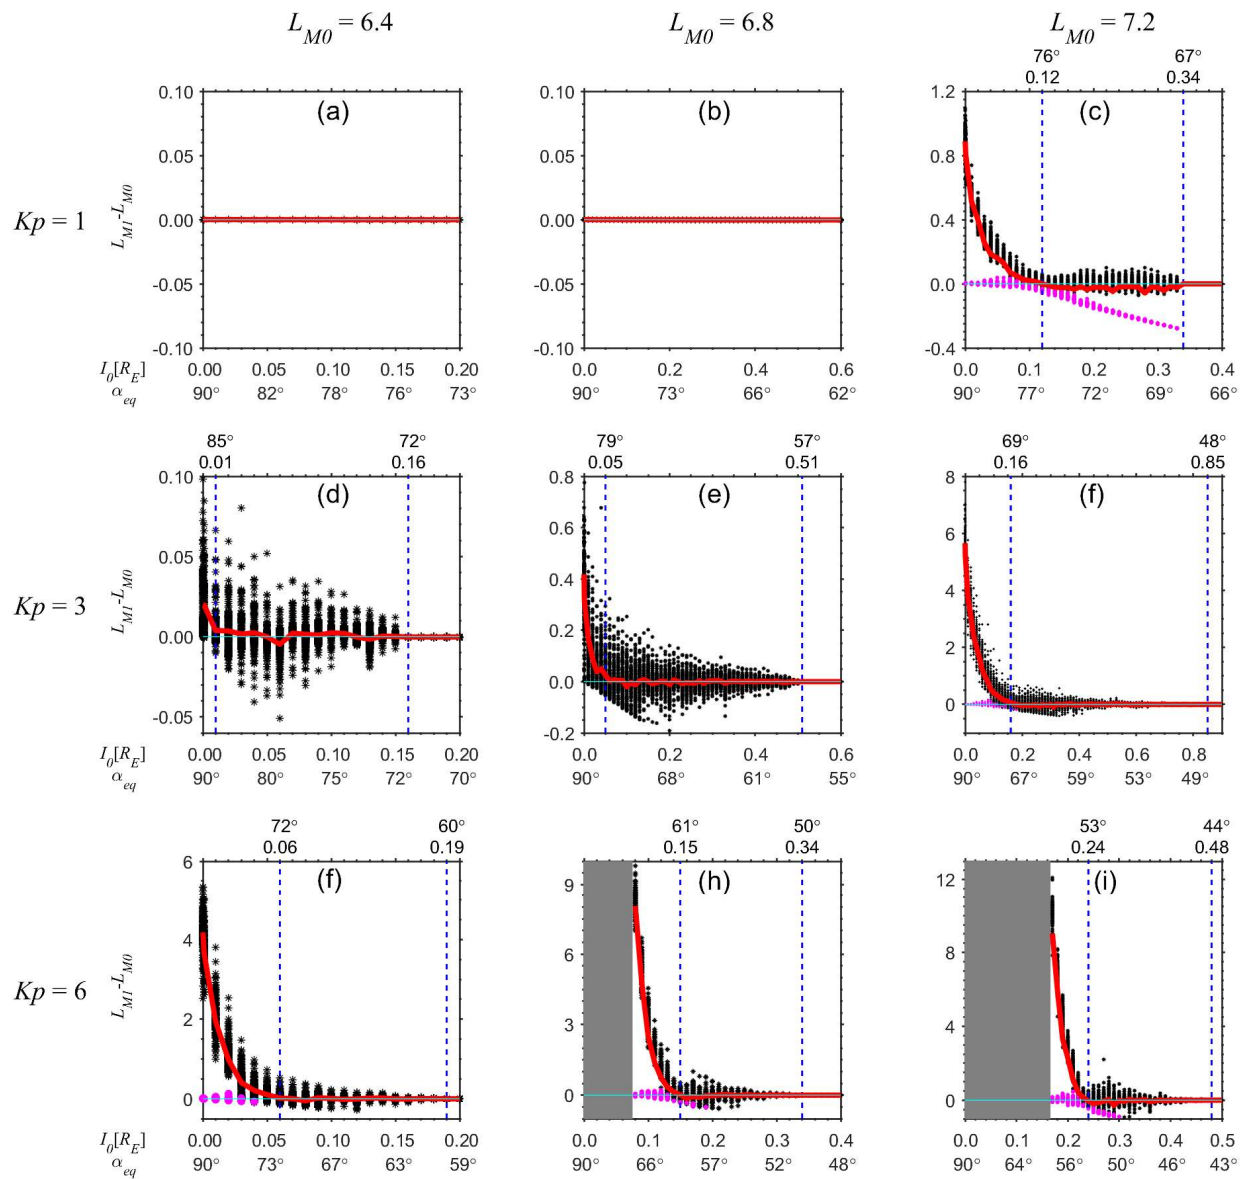 L_M0 = 6.4 L_M0 = 6.8 L_M0 = 7.2
76° 67°
0.12 0.34
Kp = 1
L_M1-L_M0
(a) (b) (c)
0.10 0.10 1.2
0.05 0.05 0.8
0.00 0.00 0.4
-0.05 -0.05 0.0
-0.10 -0.10 -0.4
I_0[R_E] 0.00 0.05 0.10 0.15 0.20 0.0 0.2 0.4 0.6 0.0 0.1 0.2 0.3 0.4
α_eq 90° 82° 78° 76° 73° 90° 73° 66° 62° 90° 77° 72° 69° 66°
85° 72° 79° 57° 69° 48°
0.01 0.16 0.05 0.51 0.16 0.85
Kp = 3
L_M1-L_M0
(d) (e) (f)
0.10 0.8 8
0.05 0.6 6
0.00 0.4 4
-0.05 0.2 2
0.0 0
-0.2
I_0[R_E] 0.00 0.05 0.10 0.15 0.20 0.0 0.2 0.4 0.6 0.0 0.2 0.4 0.6 0.8
α_eq 90° 80° 75° 72° 70° 90° 68° 61° 55° 90° 67° 59° 53° 49°
72° 60° 61° 50° 53° 44°
0.06 0.19 0.15 0.34 0.24 0.48
Kp = 6
L_M1-L_M0
(f) (h) (i)
6 9 12
4 6 8
2 3 4
0 0 0
I_0[R_E] 0.00 0.05 0.10 0.15 0.20 0.0 0.1 0.2 0.3 0.4 0.0 0.1 0.2 0.3 0.4 0.5
α_eq 90° 73° 67° 63° 59° 90° 66° 57° 52° 48° 90° 64° 56° 50° 46° 43°